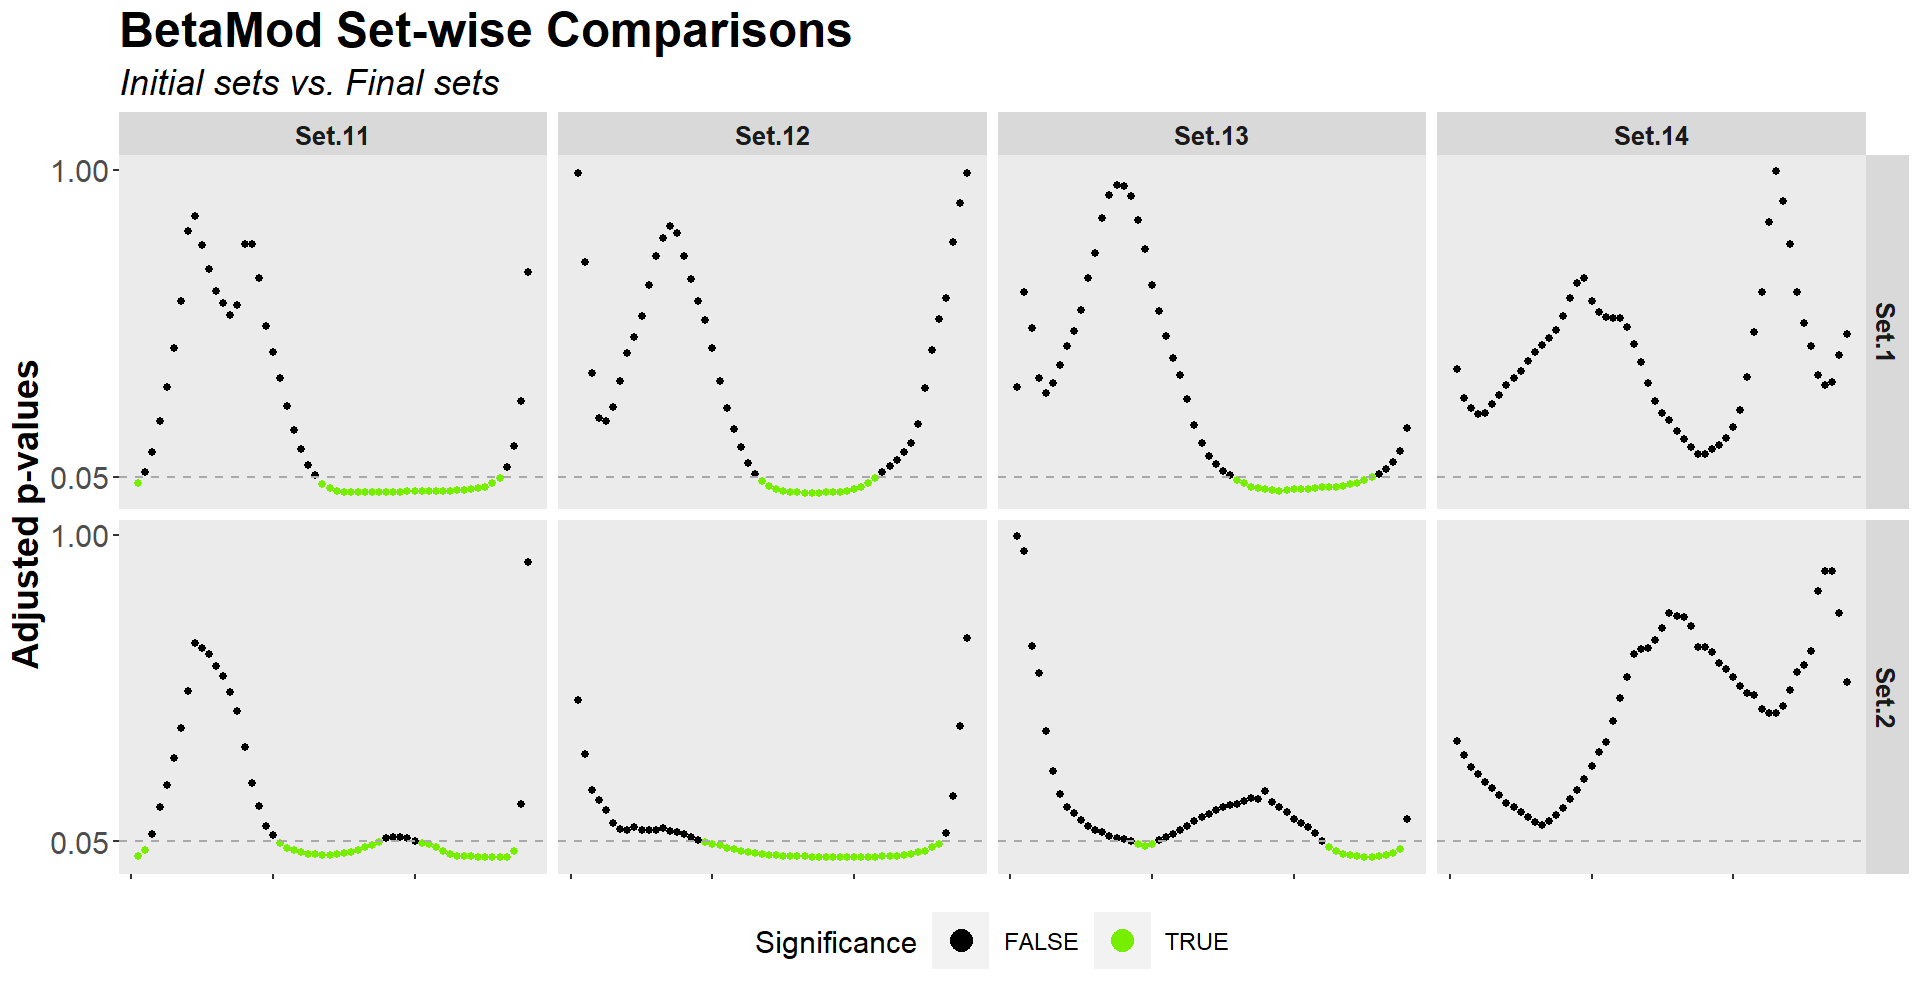 BetaMod Set-wise Comparisons
Initial sets vs. Final sets
Set.11
Set.12
Set.13
Set.14
1.00
0.05
Set.1
1.00
0.05
Set.2
Adjusted p-values
Significance FALSE TRUE